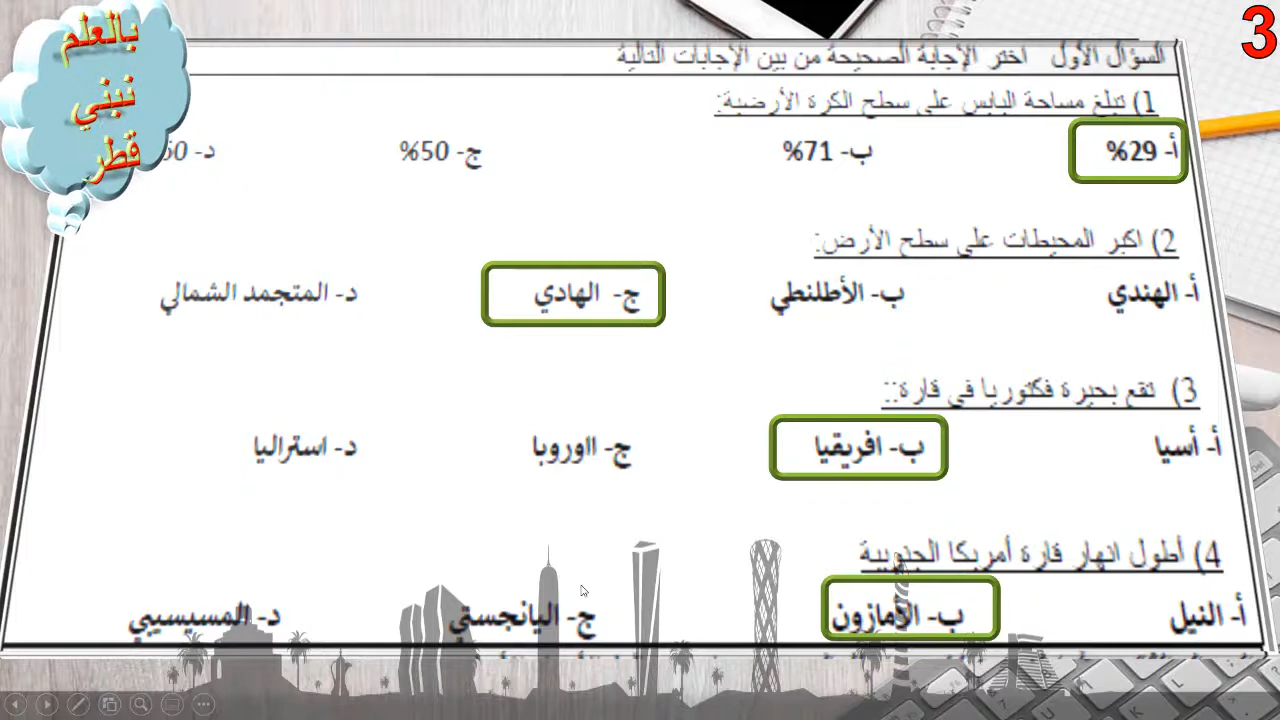 3
بالعلم
نبني
قطر
السؤال الأول اختر الإجابة الصحيحة من بين الإجابات التالية
1) تبلغ مساحة اليابس على سطح الكرة الأرضية:
أ- 29% ب- 71% ج- 50% د-
2) اكبر المحيطات على سطح الأرض:
أ- الهندي ب- الأطلنطي ج- الهادي د- المتجمد الشمالي
3) تقع بحيرة فكتوريا في قارة::
أ- أسيا ب- افريقيا ج- ااوروبا د- استراليا
4) أطول انهار قارة أمريكا الجنوبية
أ- النيل ب- الأمازون ج- اليانجستي د- المسيسيبي